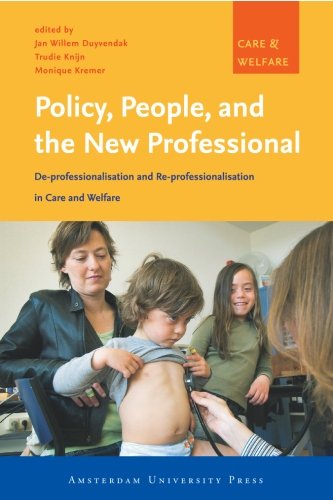 edited by
Jan Willem Duyvendak
Trudie Knijn
Monique Kremer
CARE &
WELFARE
Policy, People, and
the New Professional
De-professionalisation and Re-professionalisation
in Care and Welfare
AMSTERDAM UNIVERSITY PRESS